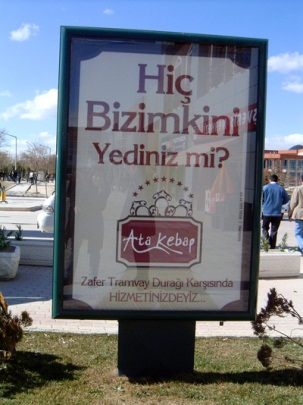 Hiç
Bizimkini
Yediniz mi?
Ata Kebap
Zafer Tramvay Durağı Karşısında
HİZMETİNİZDEYİZ...